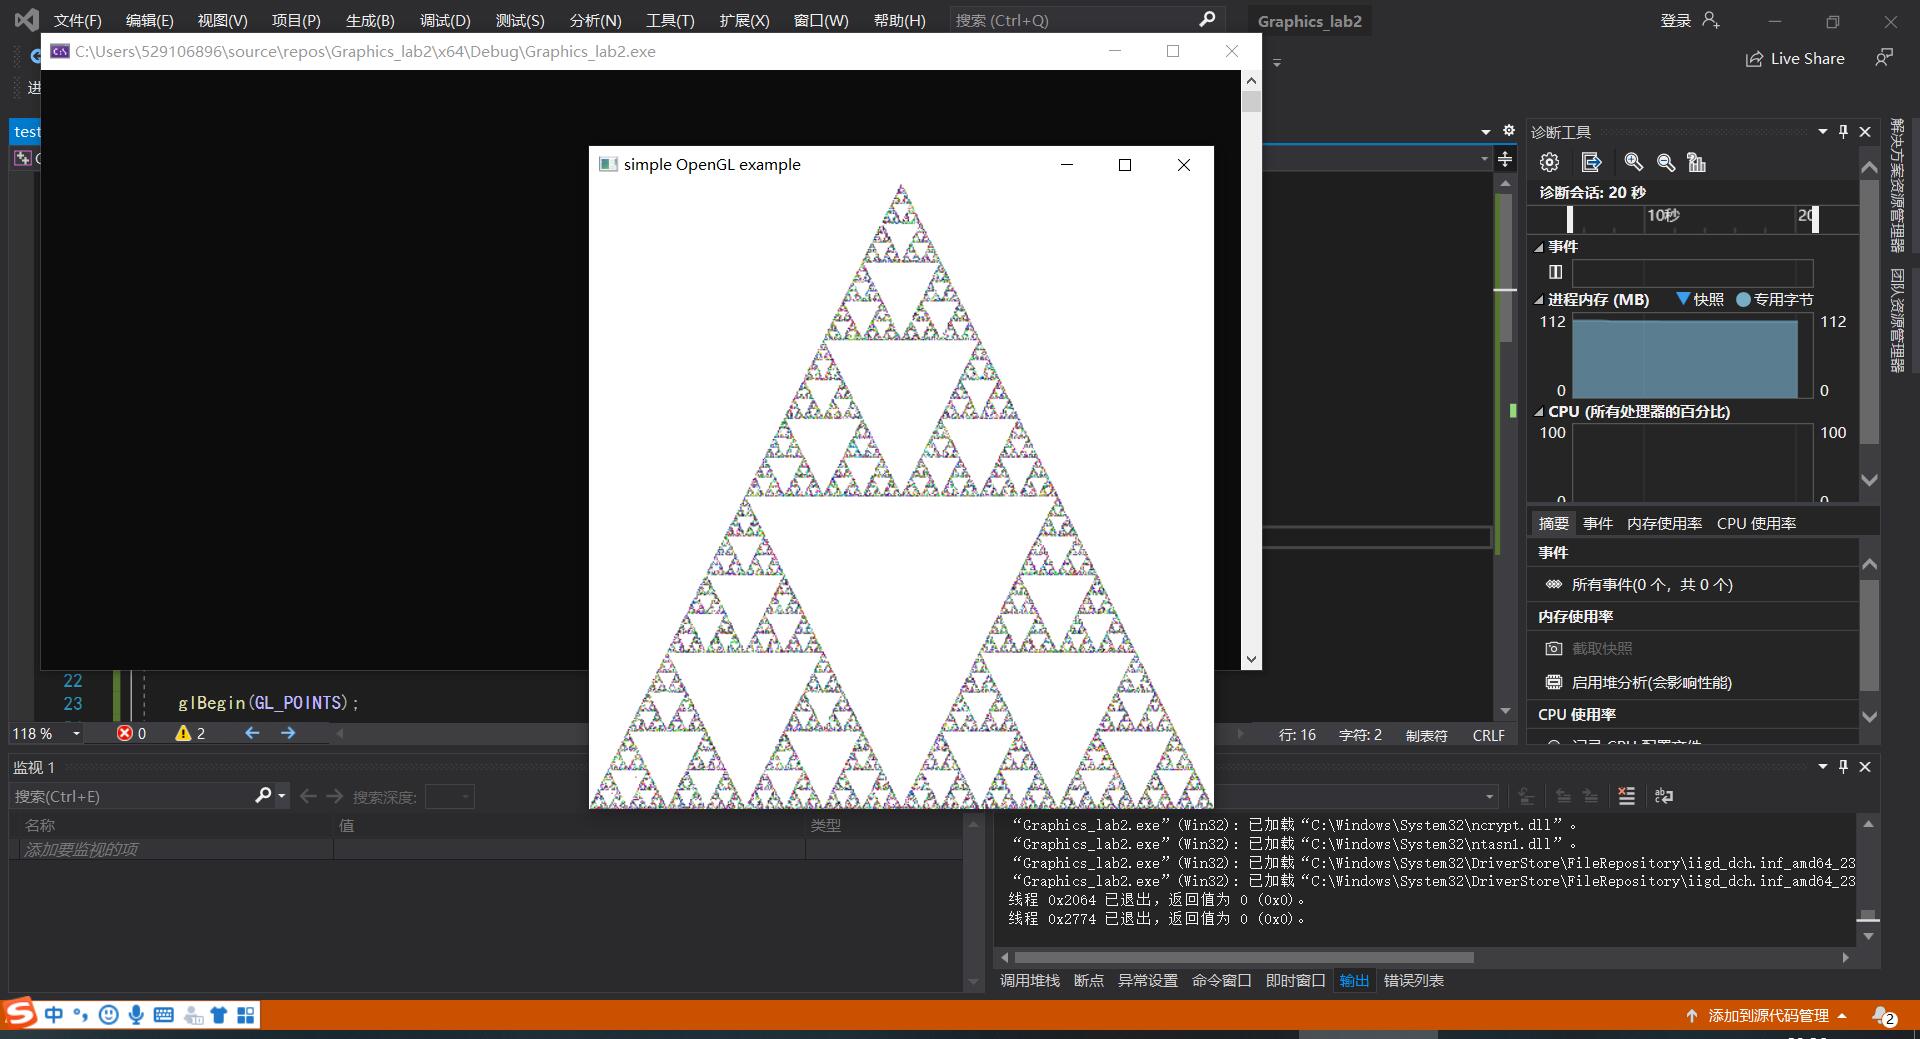 文件(F) 编辑(E) 视图(V) 项目(P) 生成(B) 调试(D) 测试(S) 分析(N) 工具(T) 扩展(X) 窗口(W) 帮助(H) 搜索 (Ctrl+Q) Graphics_lab2 登录
C:\Users\529106896\source\repos\Graphics_lab2\x64\Debug\Graphics_lab2.exe
Live Share
进
test
simple OpenGL example
22
23 glBegin(GL_POINTS);
118 % 0 2 行: 16 字符: 2 制表符 CRLF
诊断工具
诊断会话: 20 秒
10秒 20
事件
进程内存 (MB) 快照 专用字节
112 112
0 0
CPU (所有处理器的百分比)
100 100
0 0
摘要 事件 内存使用率 CPU 使用率
事件
所有事件(0 个，共 0 个)
内存使用率
截取快照
启用堆分析(会影响性能)
CPU 使用率
记录 CPU 配置文件
解决方案资源管理器
团队资源管理器
监视 1
搜索(Ctrl+E) 搜索深度:
名称 值 类型
添加要监视的项
“Graphics_lab2.exe” (Win32): 已加载“C:\Windows\System32\ncrypt.dll”。
“Graphics_lab2.exe” (Win32): 已加载“C:\Windows\System32\ntasn1.dll”。
“Graphics_lab2.exe” (Win32): 已加载“C:\Windows\System32\DriverStore\FileRepository\iigd_dch.inf_amd64_23
“Graphics_lab2.exe” (Win32): 已加载“C:\Windows\System32\DriverStore\FileRepository\iigd_dch.inf_amd64_23
线程 0x2064 已退出，返回值为 0 (0x0)。
线程 0x2774 已退出，返回值为 0 (0x0)。
调用堆栈 断点 异常设置 命令窗口 即时窗口 输出 错误列表
中 添加到源代码管理 2